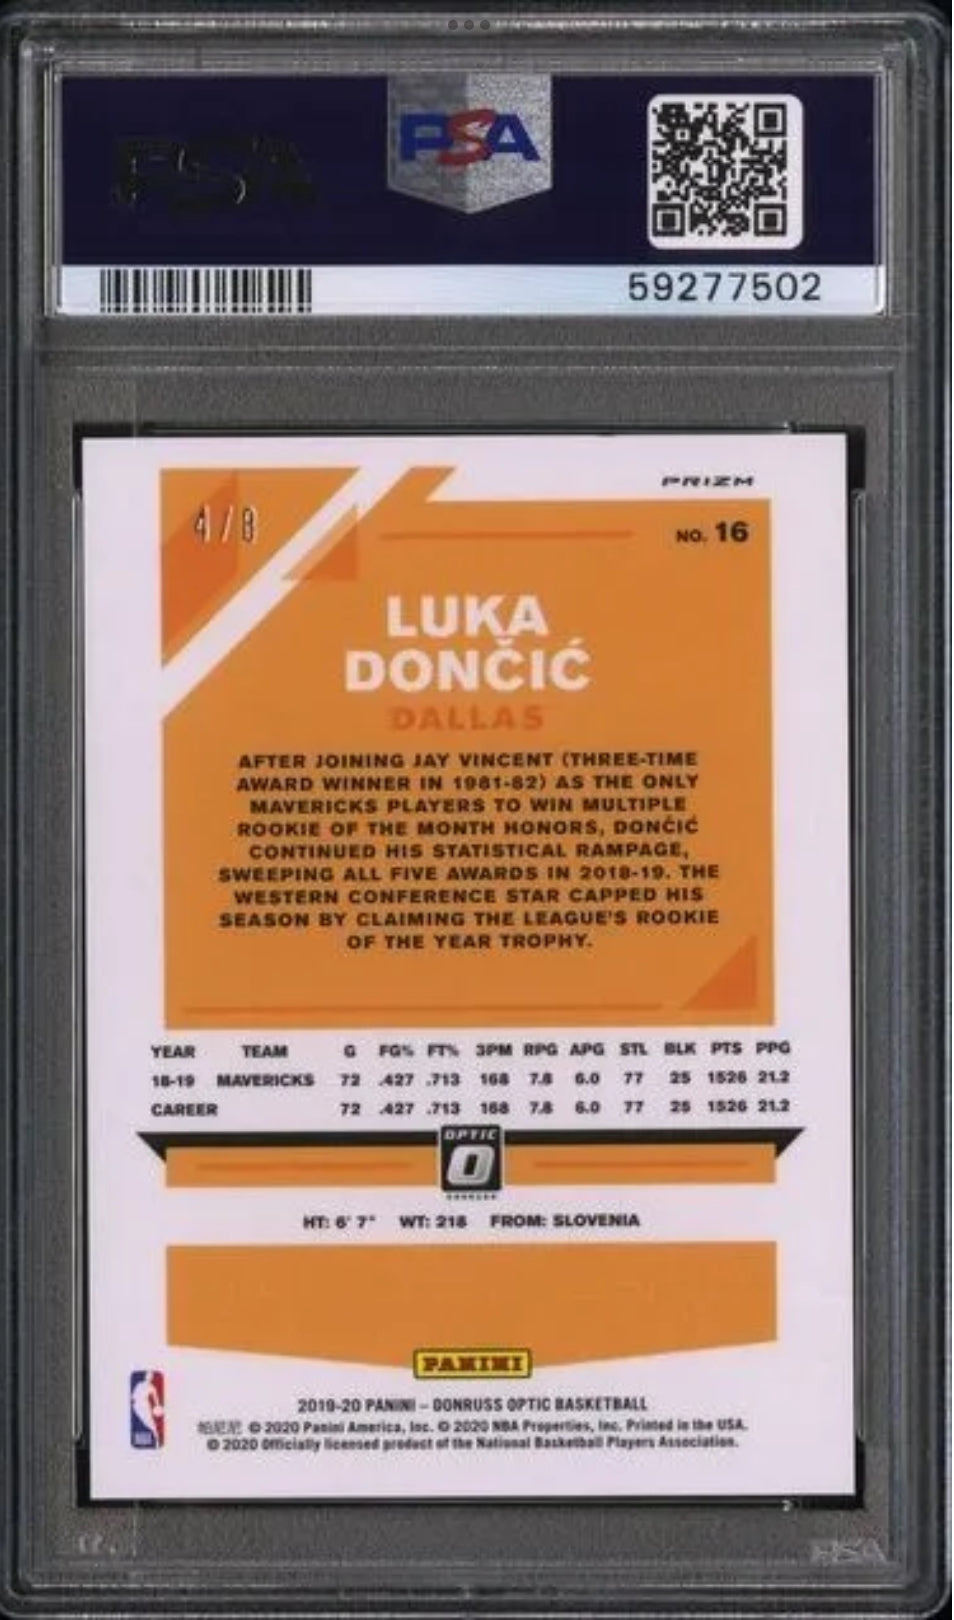 PSA
PSA
59277502
PRIZM
4/8
NO. 16
LUKA
DONČIĆ
DALLAS
AFTER JOINING JAY VINCENT (THREE-TIME
AWARD WINNER IN 1981-82) AS THE ONLY
MAVERICKS PLAYERS TO WIN MULTIPLE
ROOKIE OF THE MONTH HONORS, DONČIĆ
CONTINUED HIS STATISTICAL RAMPAGE,
SWEEPING ALL FIVE AWARDS IN 2018-19. THE
WESTERN CONFERENCE STAR CAPPED HIS
SEASON BY CLAIMING THE LEAGUE'S ROOKIE
OF THE YEAR TROPHY.
YEAR TEAM G FG% FT% 3PM RPG APG STL BLK PTS PPG
18-19 MAVERICKS 72 .427 .713 168 7.8 6.0 77 25 1526 21.2
CAREER 72 .427 .713 168 7.8 6.0 77 25 1526 21.2
OPTIC
O
DONRUSS
HT: 6' 7" WT: 218 FROM: SLOVENIA
PANINI
2019-20 PANINI – DONRUSS OPTIC BASKETBALL
帕尼尼 © 2020 Panini America, Inc. © 2020 NBA Properties, Inc. Printed in the USA.
© 2020 Officially licensed product of the National Basketball Players Association.
PSA